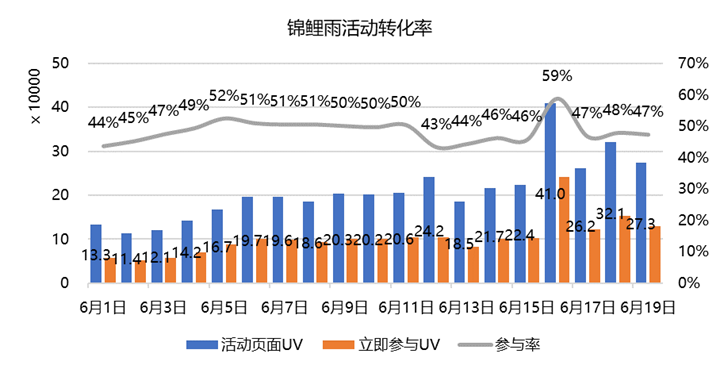 锦鲤雨活动转化率
x 10000
50
40
30
20
10
0
70%
60%
50%
40%
30%
20%
10%
0%
44% 45% 47% 49% 52% 51% 51% 51% 50% 50% 50% 43% 44% 46% 46% 59% 47% 48% 47%
13.3 11.4 12.1 14.2 16.7 19.7 19.6 18.6 20.3 20.2 20.6 24.2 18.5 21.7 22.4 41.0 26.2 32.1 27.3
6月1日 6月3日 6月5日 6月7日 6月9日 6月11日 6月13日 6月15日 6月17日 6月19日
活动页面UV 立即参与UV 参与率